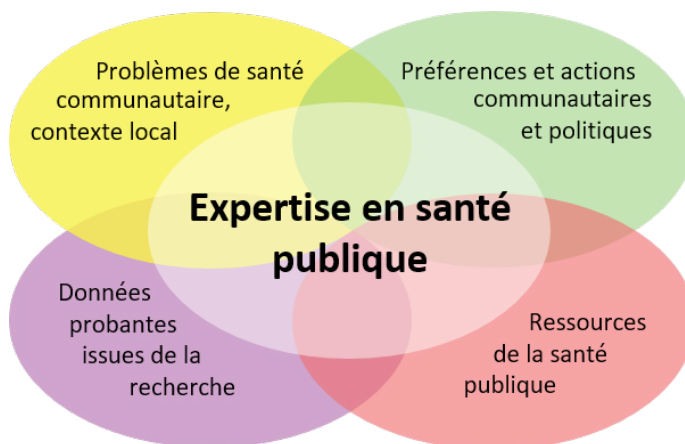 Problèmes de santé
communautaire,
contexte local
Préférences et actions
communautaires
et politiques
Expertise en santé
publique
Données
probantes
issues de la
recherche
Ressources
de la santé
publique